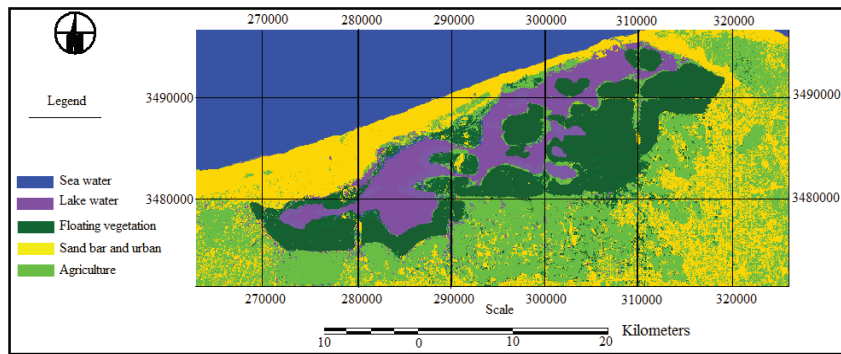 270000 280000 290000 300000 310000 320000
Legend
3490000 3490000
Sea water
Lake water
3480000 3480000
Floating vegetation
Sand bar and urban
Agriculture
270000 280000 290000 300000 310000 320000
Scale
Kilometers
10 0 10 20